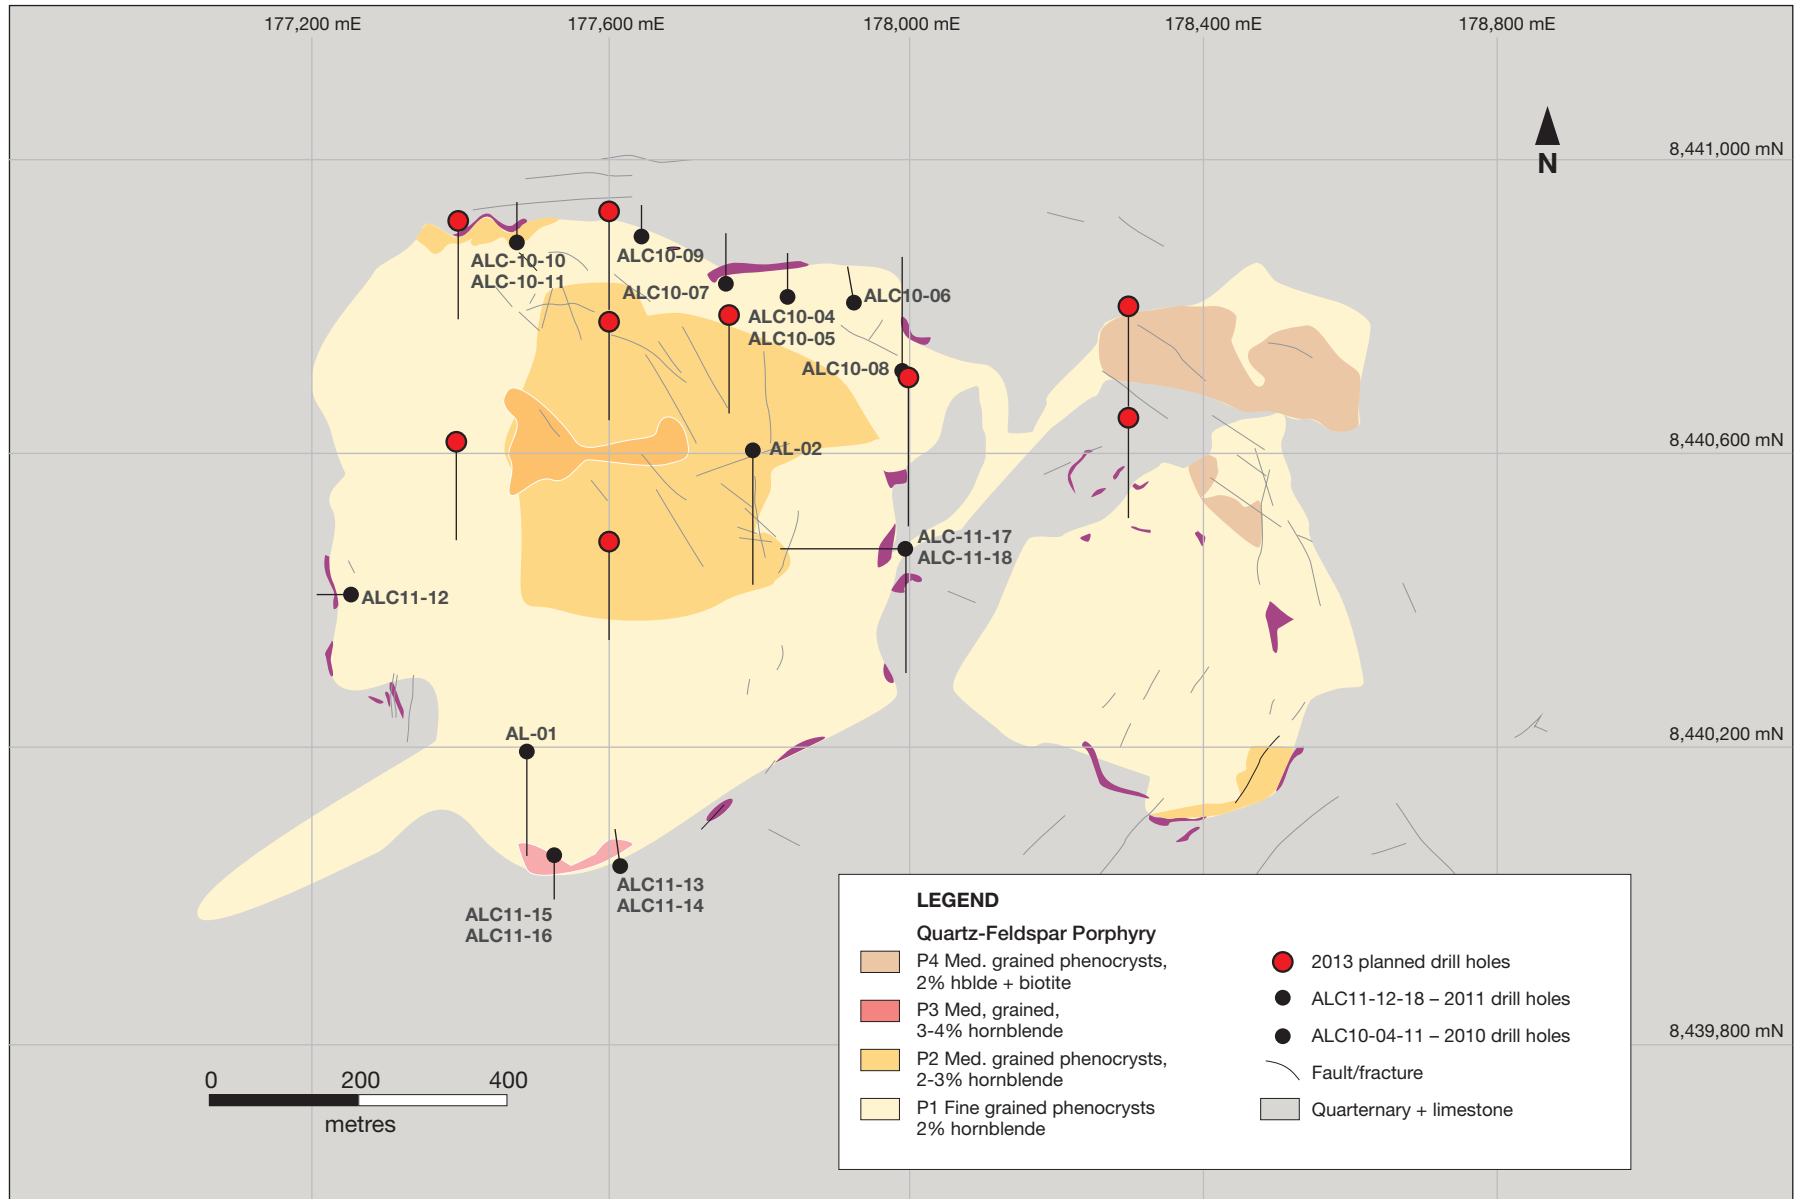 177,200 mE
177,600 mE
178,000 mE
178,400 mE
178,800 mE
8,441,000 mN
N
ALC-10-10
ALC-10-11
ALC10-09
ALC10-07
ALC10-04
ALC10-05
ALC10-06
ALC10-08
8,440,600 mN
AL-02
ALC-11-17
ALC-11-18
ALC11-12
AL-01
8,440,200 mN
ALC11-13
ALC11-14
ALC11-15
ALC11-16
8,439,800 mN
0 200 400
metres
LEGEND
Quartz-Feldspar Porphyry
P4 Med. grained phenocrysts,
2% hblde + biotite
P3 Med, grained,
3-4% hornblende
P2 Med. grained phenocrysts,
2-3% hornblende
P1 Fine grained phenocrysts
2% hornblende
2013 planned drill holes
ALC11-12-18 – 2011 drill holes
ALC10-04-11 – 2010 drill holes
Fault/fracture
Quarternary + limestone